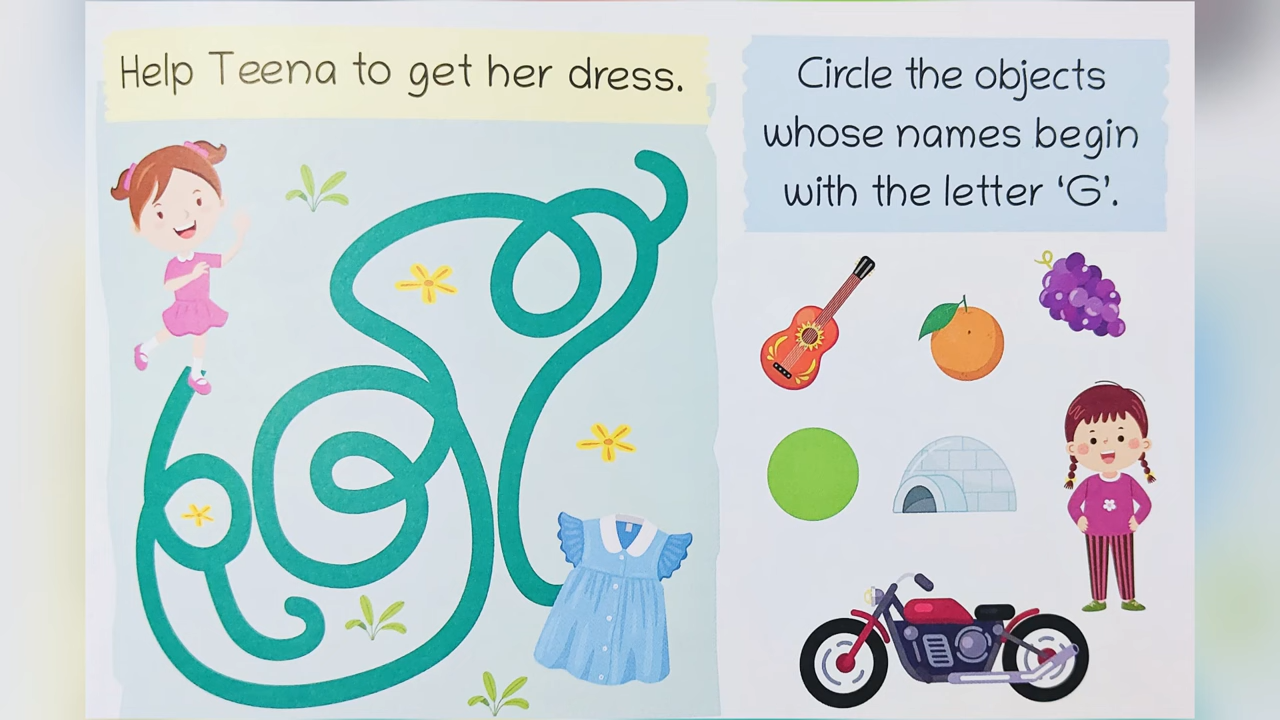 Help Teena to get her dress.
Circle the objects
whose names begin
with the letter ‘G’.